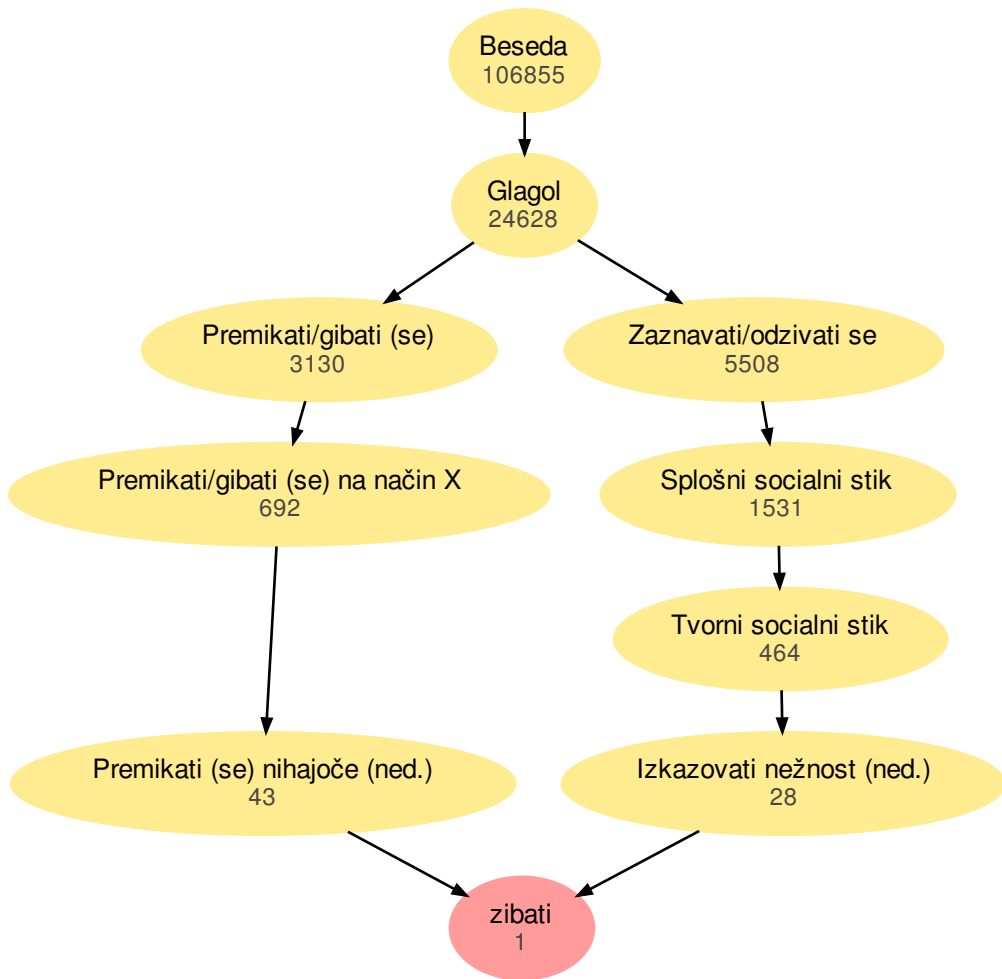 Beseda
106855
Glagol
24628
Premikati/gibati (se)
3130
Zaznavati/odzivati se
5508
Premikati/gibati (se) na način X
692
Splošni socialni stik
1531
Tvorni socialni stik
464
Premikati (se) nihajoče (ned.)
43
Izkazovati nežnost (ned.)
28
zibati
1